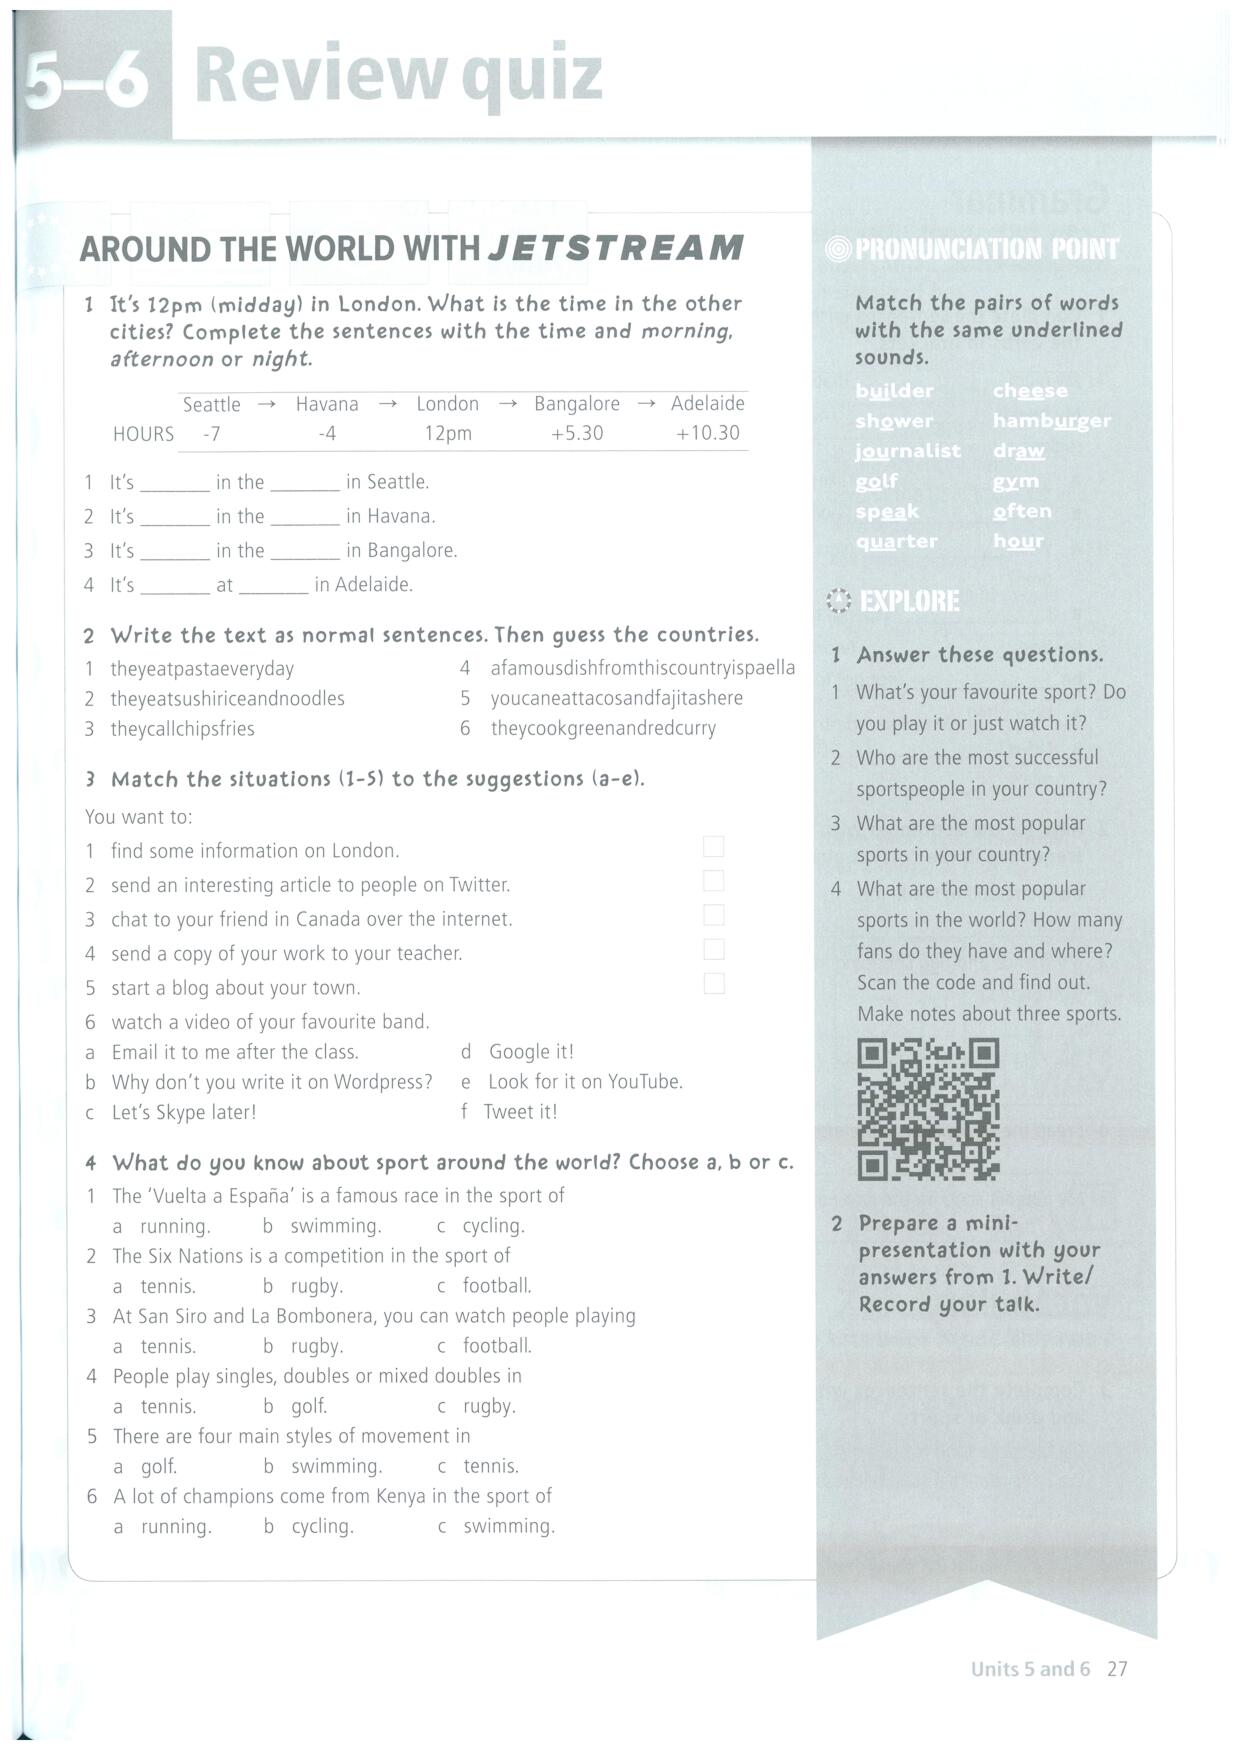 5–6 Review quiz
AROUND THE WORLD WITH JETSTREAM
1 It's 12pm (midday) in London. What is the time in the other
cities? Complete the sentences with the time and morning,
afternoon or night.
Seattle → Havana → London → Bangalore → Adelaide
HOURS -7 -4 12pm +5.30 +10.30
1 It's _______ in the _______ in Seattle.
2 It's _______ in the _______ in Havana.
3 It's _______ in the _______ in Bangalore.
4 It's _______ at _______ in Adelaide.
2 Write the text as normal sentences. Then guess the countries.
1 theyeatpastaeveryday
2 theyeatsushiriceandnoodles
3 theycallchipsfries
4 afamousdishfromthiscountryispaella
5 youcaneattacosandfajitashere
6 theycookgreenandredcurry
3 Match the situations (1-5) to the suggestions (a-e).
You want to:
1 find some information on London.
2 send an interesting article to people on Twitter.
3 chat to your friend in Canada over the internet.
4 send a copy of your work to your teacher.
5 start a blog about your town.
6 watch a video of your favourite band.
a Email it to me after the class.
b Why don't you write it on Wordpress?
c Let's Skype later!
d Google it!
e Look for it on YouTube.
f Tweet it!
4 What do you know about sport around the world? Choose a, b or c.
1 The 'Vuelta a España' is a famous race in the sport of
a running. b swimming. c cycling.
2 The Six Nations is a competition in the sport of
a tennis. b rugby. c football.
3 At San Siro and La Bombonera, you can watch people playing
a tennis. b rugby. c football.
4 People play singles, doubles or mixed doubles in
a tennis. b golf. c rugby.
5 There are four main styles of movement in
a golf. b swimming. c tennis.
6 A lot of champions come from Kenya in the sport of
a running. b cycling. c swimming.
PRONUNCIATION POINT
Match the pairs of words
with the same underlined
sounds.
builder cheese
shower hamburger
journalist draw
golf gym
speak often
quarter hour
EXPLORE
1 Answer these questions.
1 What's your favourite sport? Do
you play it or just watch it?
2 Who are the most successful
sportspeople in your country?
3 What are the most popular
sports in your country?
4 What are the most popular
sports in the world? How many
fans do they have and where?
Scan the code and find out.
Make notes about three sports.
2 Prepare a mini-
presentation with your
answers from 1. Write/
Record your talk.
Units 5 and 6 27